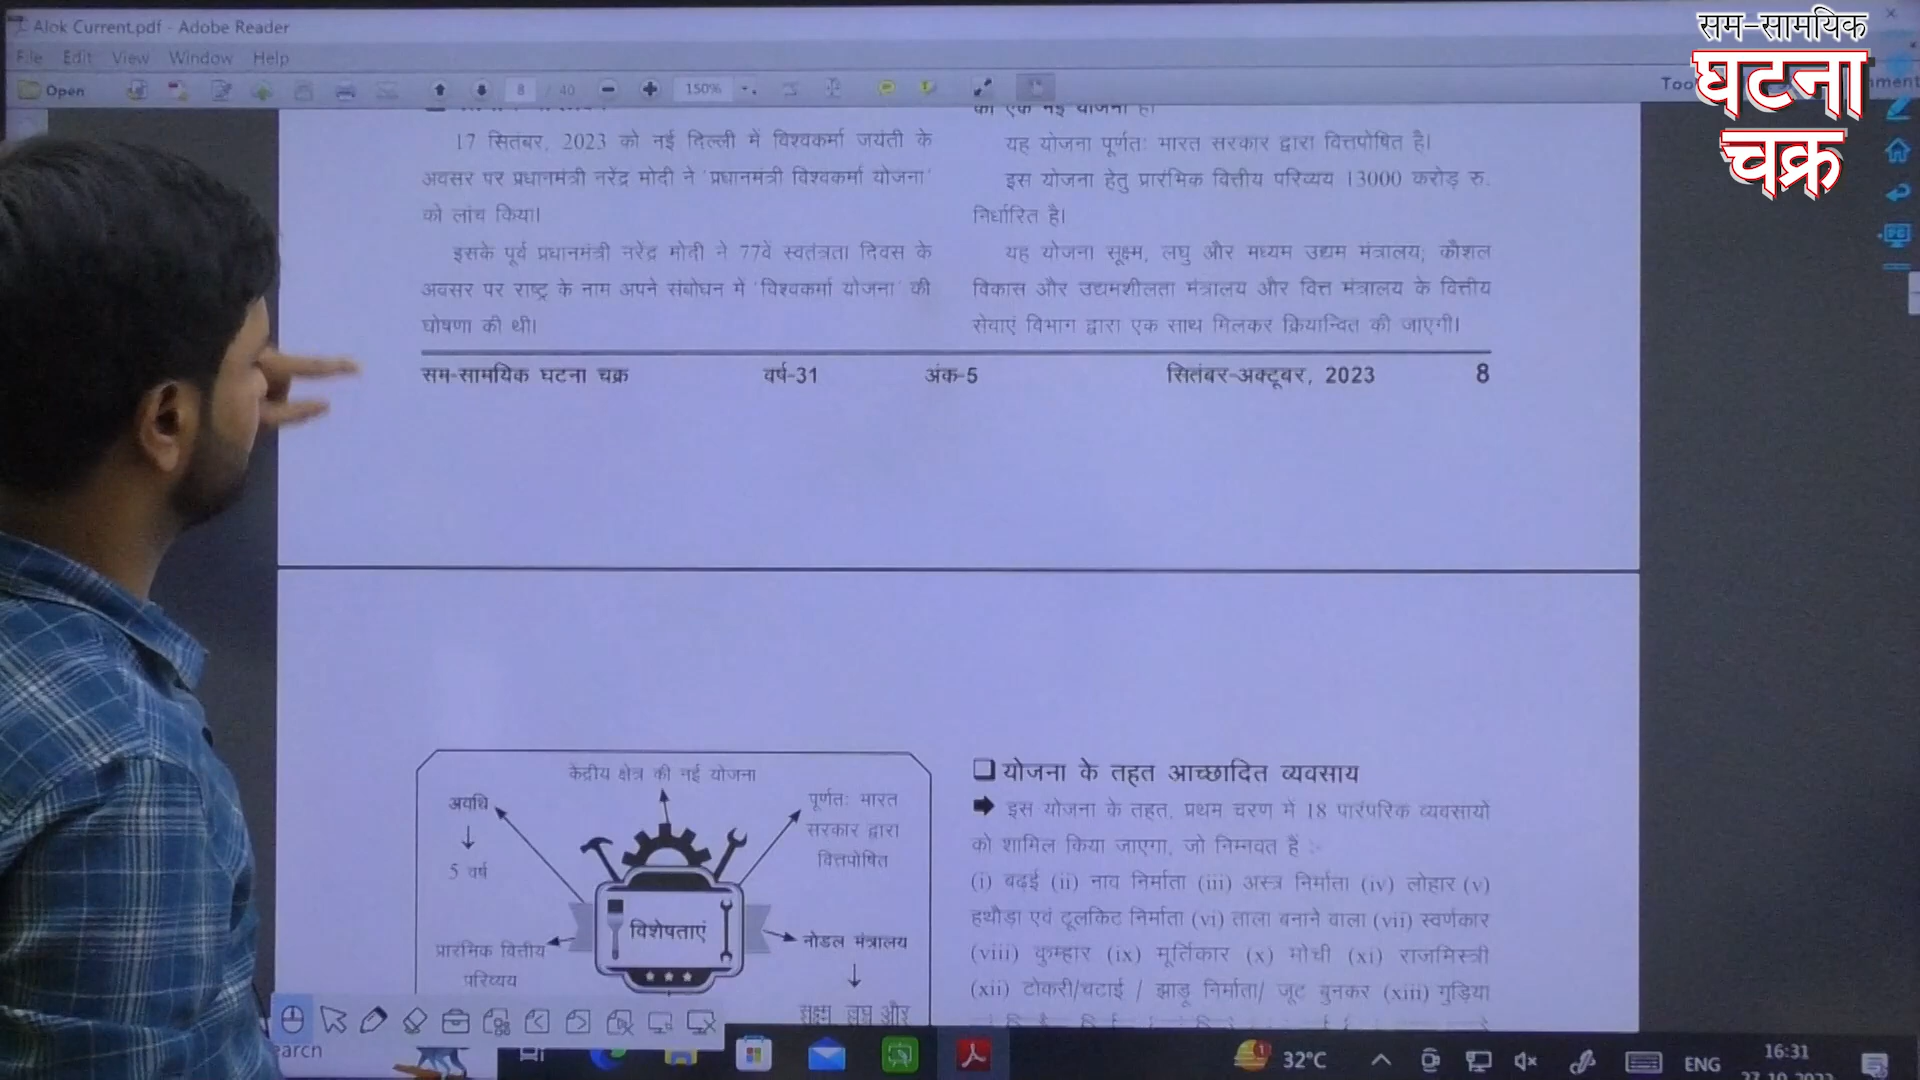 Alok Current.pdf - Adobe Reader
File Edit View Window Help
Open
8 / 40
150%
सम-सामयिक
घटना
चक्र
17 सितंबर, 2023 को नई दिल्ली में विश्वकर्मा जयंती के
अवसर पर प्रधानमंत्री नरेंद्र मोदी ने 'प्रधानमंत्री विश्वकर्मा योजना'
को लांच किया।
इसके पूर्व प्रधानमंत्री नरेंद्र मोदी ने 77वें स्वतंत्रता दिवस के
अवसर पर राष्ट्र के नाम अपने संबोधन में 'विश्वकर्मा योजना' की
घोषणा की थी।
की एक नई योजना है।
यह योजना पूर्णतः भारत सरकार द्वारा वित्तपोषित है।
इस योजना हेतु प्रारंभिक वित्तीय परिव्यय 13000 करोड़ रु.
निर्धारित है।
यह योजना सूक्ष्म, लघु और मध्यम उद्यम मंत्रालय; कौशल
विकास और उद्यमशीलता मंत्रालय और वित्त मंत्रालय के वित्तीय
सेवाएं विभाग द्वारा एक साथ मिलकर क्रियान्वित की जाएगी।
सम-सामयिक घटना चक्र वर्ष-31 अंक-5 सितंबर-अक्टूबर, 2023 8
केंद्रीय क्षेत्र की नई योजना
अवधि
5 वर्ष
पूर्णतः भारत
सरकार द्वारा
वित्तपोषित
विशेषताएं
प्रारंभिक वित्तीय
परिव्यय
नोडल मंत्रालय
सूक्ष्म, लघु और
❑ योजना के तहत आच्छादित व्यवसाय
➡ इस योजना के तहत, प्रथम चरण में 18 पारंपरिक व्यवसायों
को शामिल किया जाएगा, जो निम्नवत हैं :-
(i) बढ़ई (ii) नाव निर्माता (iii) अस्त्र निर्माता (iv) लोहार (v)
हथौड़ा एवं टूलकिट निर्माता (vi) ताला बनाने वाला (vii) स्वर्णकार
(viii) कुम्हार (ix) मूर्तिकार (x) मोची (xi) राजमिस्त्री
(xii) टोकरी/चटाई / झाड़ू निर्माता/ जूट बुनकर (xiii) गुड़िया
32°C
ENG
16:31